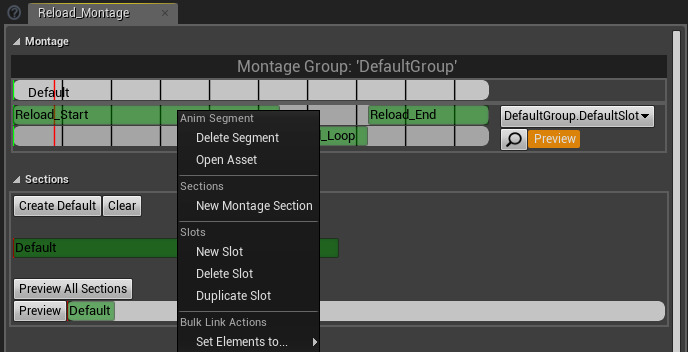 Reload_Montage
Montage
Montage Group: 'DefaultGroup'
Default
Reload_Start
Reload_End
DefaultGroup.DefaultSlot
_Loop
Preview
Anim Segment
Delete Segment
Open Asset
Sections
New Montage Section
Slots
New Slot
Delete Slot
Duplicate Slot
Bulk Link Actions
Set Elements to...
Sections
Create Default
Clear
Default
Preview All Sections
Preview
Default